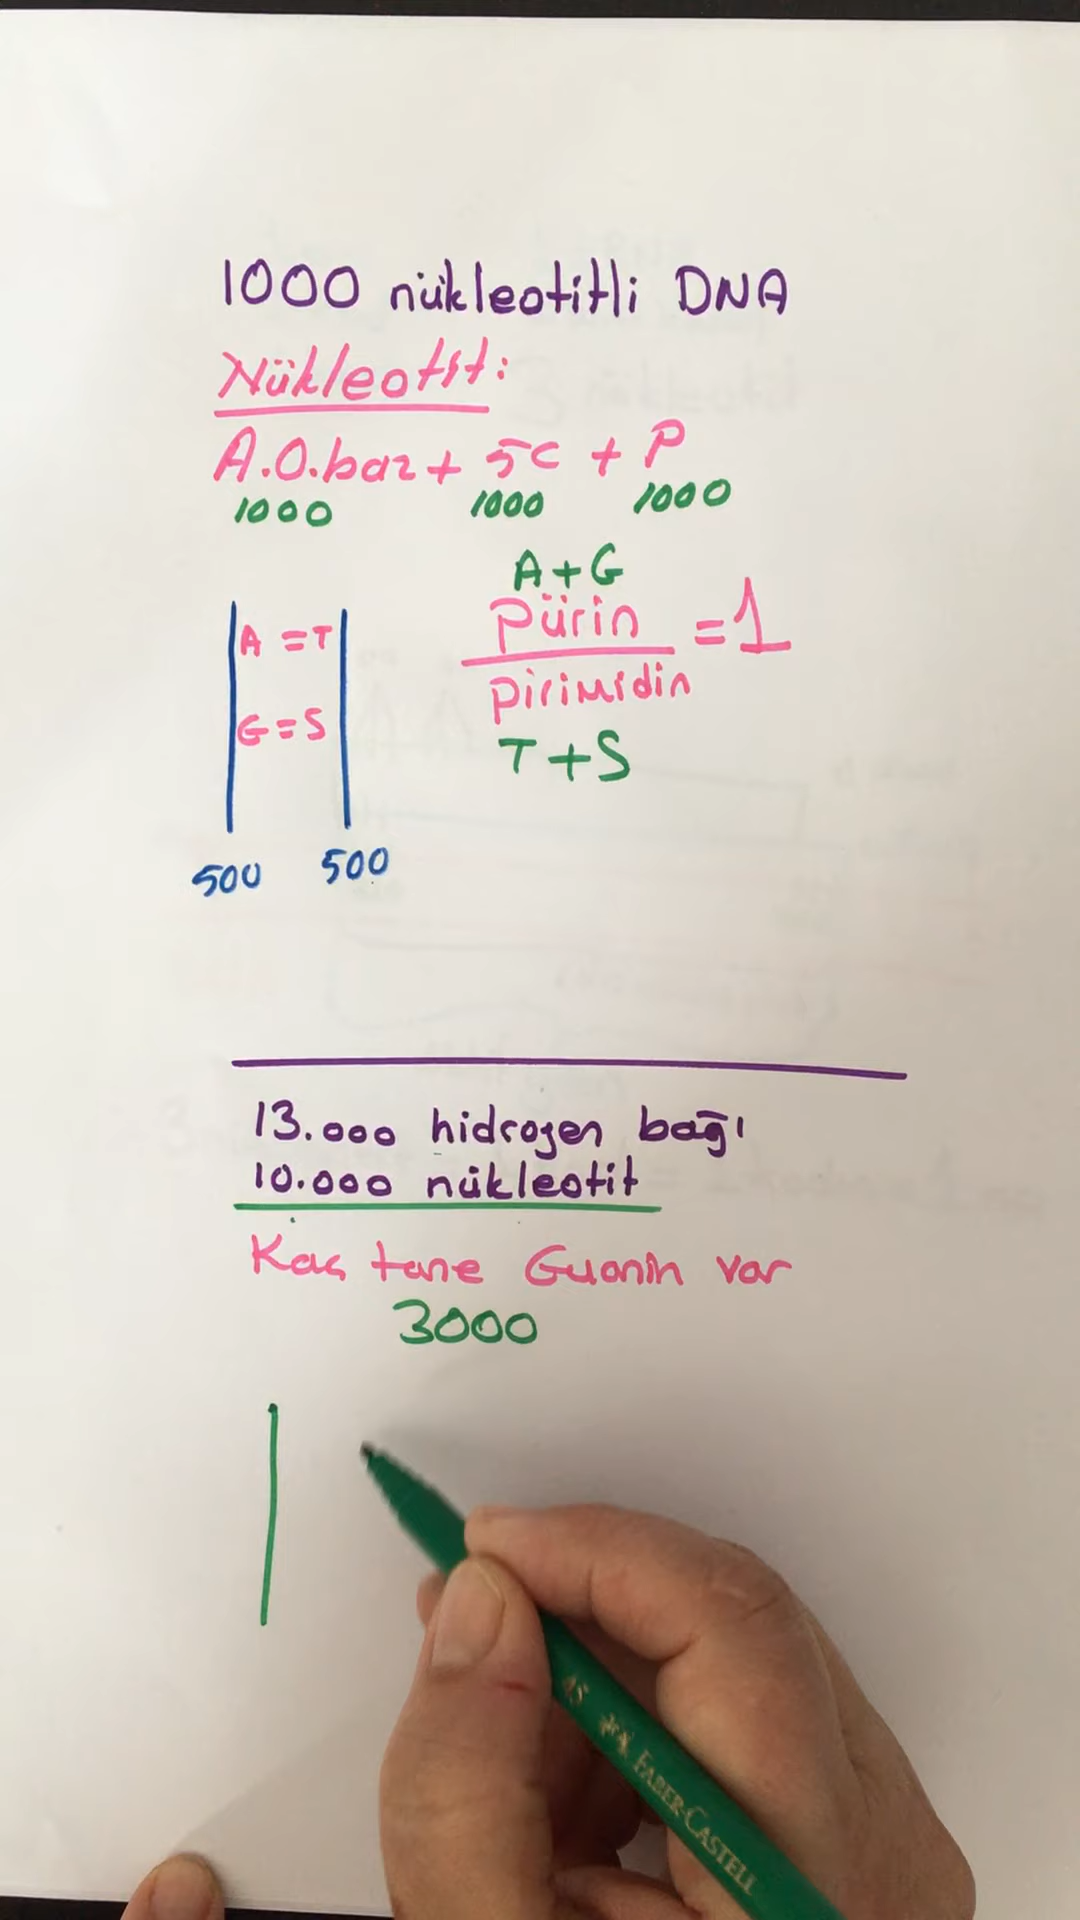 1000 nükleotitli DNA
Nükleotit:
A.O.baz + 5C + P
1000 1000 1000
A+G
pürin
pirimidin
=1
T+S
A = T
G = S
500 500
13.000 hidrojen bağı
10.000 nükleotit
Kaç tane Guanin var
3000
45 FABER-CASTELL